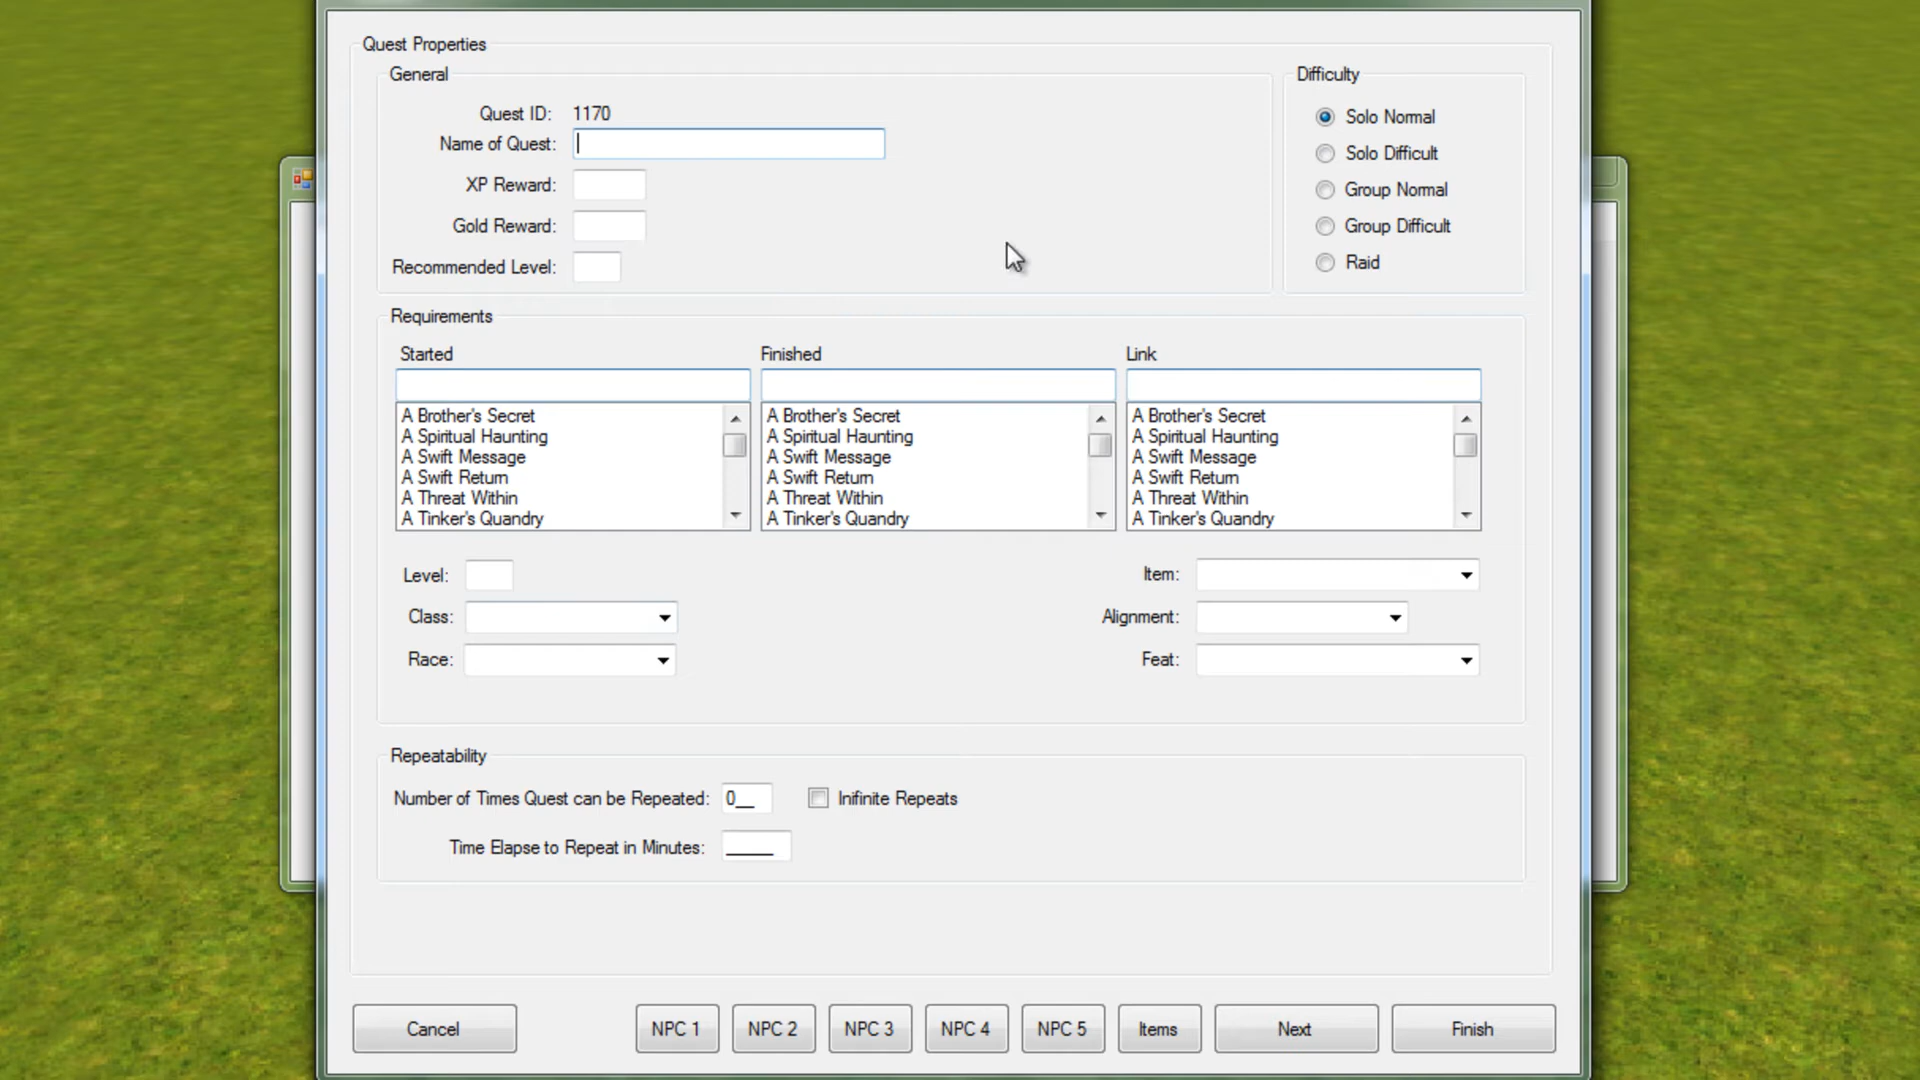 Quest Properties
General
Quest ID: 1170
Name of Quest:
XP Reward:
Gold Reward:
Recommended Level:
Difficulty
Solo Normal
Solo Difficult
Group Normal
Group Difficult
Raid
Requirements
Started
A Brother's Secret
A Spiritual Haunting
A Swift Message
A Swift Return
A Threat Within
A Tinker's Quandry
Finished
A Brother's Secret
A Spiritual Haunting
A Swift Message
A Swift Return
A Threat Within
A Tinker's Quandry
Link
A Brother's Secret
A Spiritual Haunting
A Swift Message
A Swift Return
A Threat Within
A Tinker's Quandry
Level:
Class:
Race:
Item:
Alignment:
Feat:
Repeatability
Number of Times Quest can be Repeated: 0__ Inifinite Repeats
Time Elapse to Repeat in Minutes: _____
Cancel NPC 1 NPC 2 NPC 3 NPC 4 NPC 5 Items Next Finish